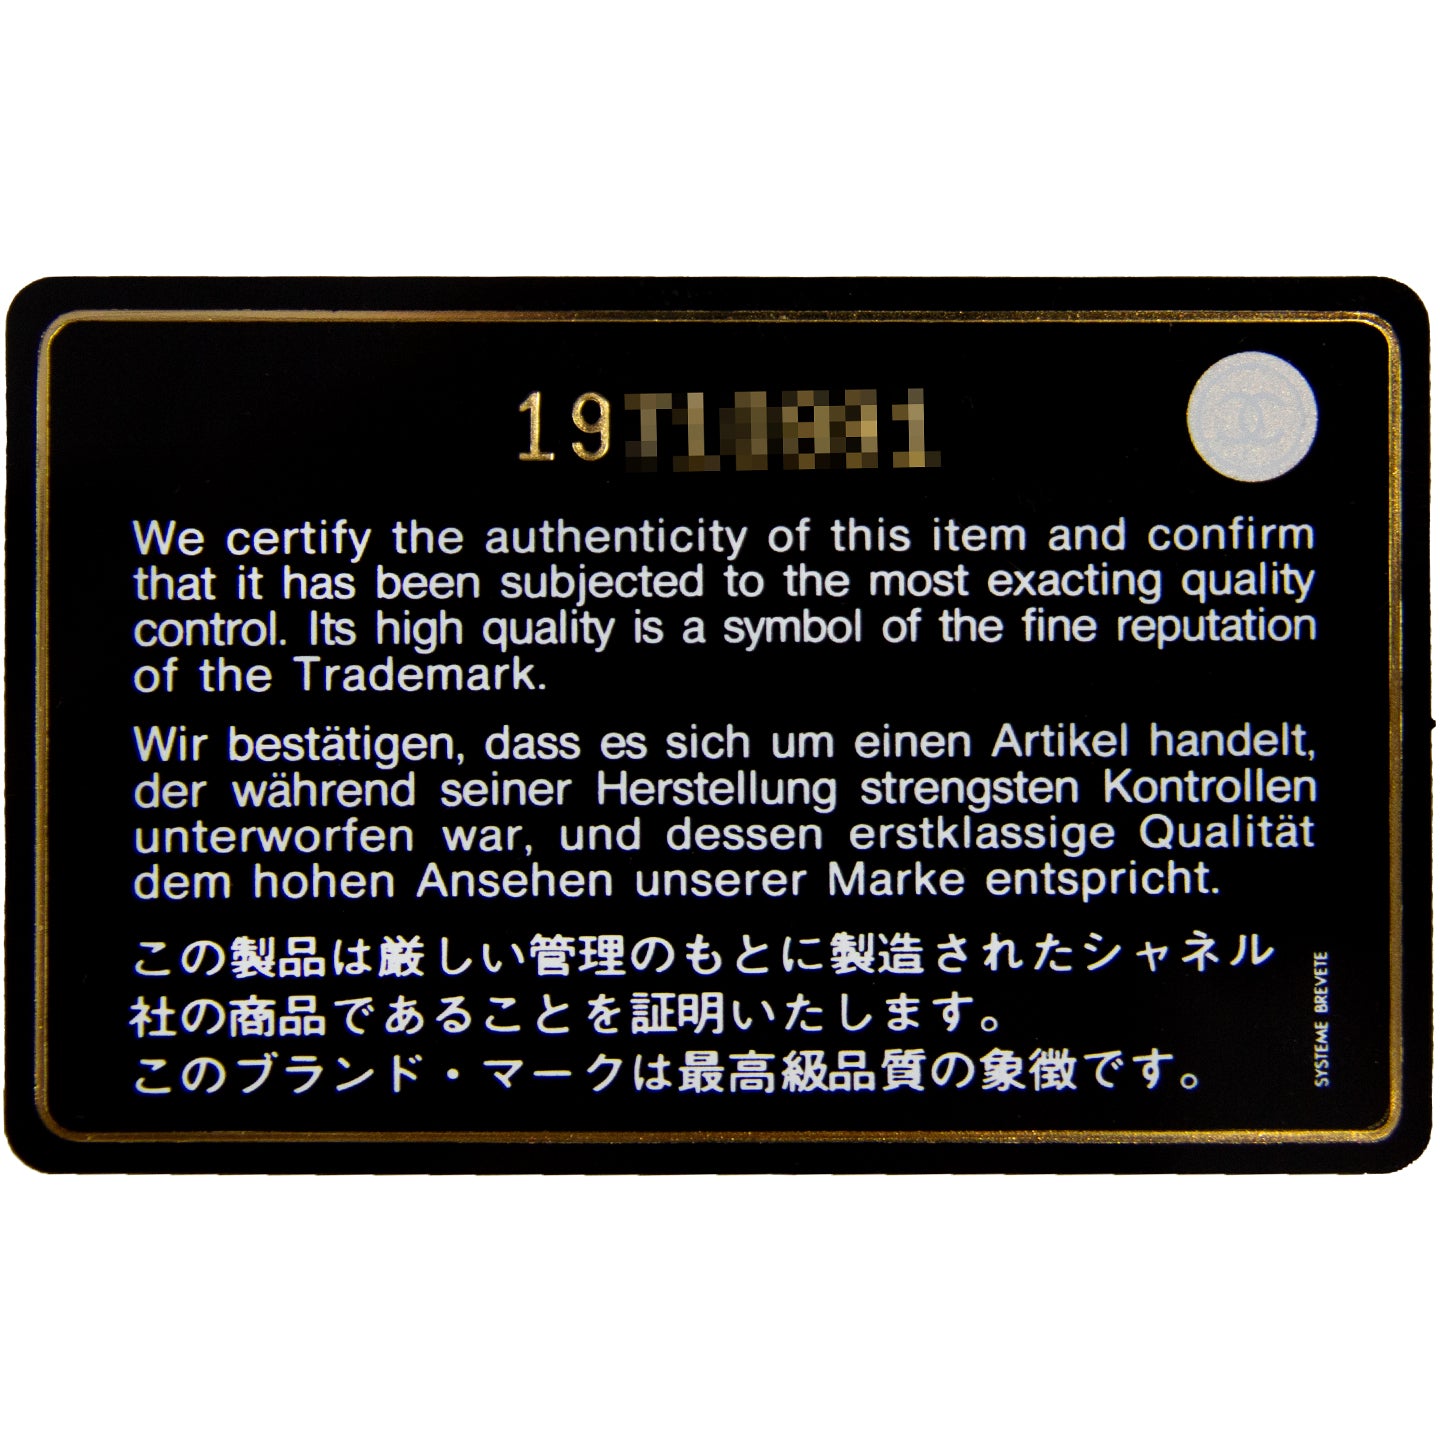 19
We certify the authenticity of this item and confirm
that it has been subjected to the most exacting quality
control. Its high quality is a symbol of the fine reputation
of the Trademark.
Wir bestätigen, dass es sich um einen Artikel handelt,
der während seiner Herstellung strengsten Kontrollen
unterworfen war, und dessen erstklassige Qualität
dem hohen Ansehen unserer Marke entspricht.
この製品は厳しい管理のもとに製造されたシャネル
社の商品であることを証明いたします。
このブランド・マークは最高級品質の象徴です。
SYSTEME BREVETE